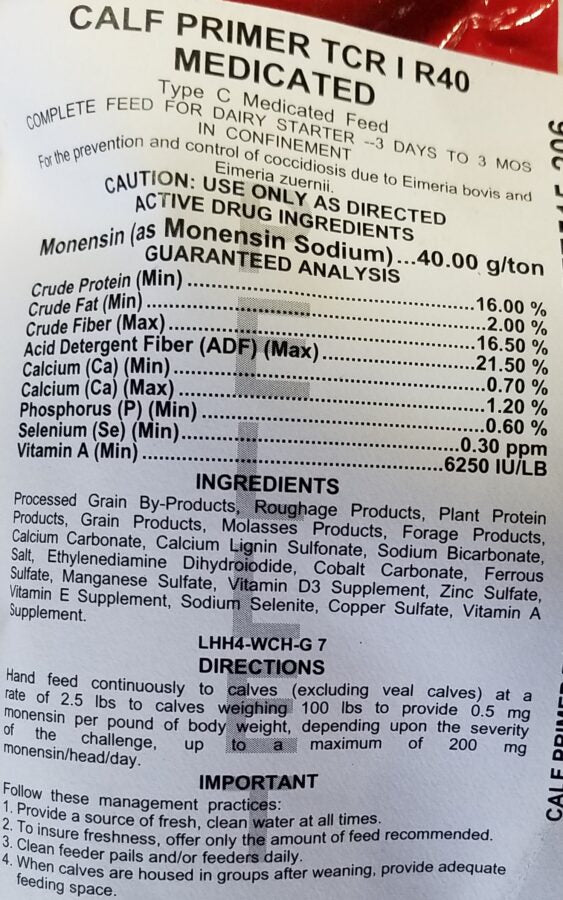 CALF PRIMER TCR I R40
MEDICATED
Type C Medicated Feed
COMPLETE FEED FOR DAIRY STARTER --3 DAYS TO 3 MOS
IN CONFINEMENT
For the prevention and control of coccidiosis due to Eimeria bovis and
Eimeria zuernii.
CAUTION: USE ONLY AS DIRECTED
ACTIVE DRUG INGREDIENTS
Monensin (as Monensin Sodium)...40.00 g/ton
GUARANTEED ANALYSIS
Crude Protein (Min) ................16.00 %
Crude Fat (Min) ................2.00 %
Crude Fiber (Max)................16.50 %
Acid Detergent Fiber (ADF) (Max)................21.50 %
Calcium (Ca) (Min) ................0.70 %
Calcium (Ca) (Max) ................1.20 %
Phosphorus (P) (Min) ................0.60 %
Selenium (Se) (Min)................0.30 ppm
Vitamin A (Min) ................6250 IU/LB
INGREDIENTS
Processed Grain By-Products, Roughage Products, Plant Protein
Products, Grain Products, Molasses Products, Forage Products,
Calcium Carbonate, Calcium Lignin Sulfonate, Sodium Bicarbonate,
Salt, Ethylenediamine Dihydroiodide, Cobalt Carbonate, Ferrous
Sulfate, Manganese Sulfate, Vitamin D3 Supplement, Zinc Sulfate,
Vitamin E Supplement, Sodium Selenite, Copper Sulfate, Vitamin A
Supplement.
LHH4-WCH-G 7
DIRECTIONS
Hand feed continuously to calves (excluding veal calves) at a
rate of 2.5 lbs to calves weighing 100 lbs to provide 0.5 mg
monensin per pound of body weight, depending upon the severity
of the challenge, up to a maximum of 200 mg
monensin/head/day.
IMPORTANT
Follow these management practices:
1. Provide a source of fresh, clean water at all times.
2. To insure freshness, offer only the amount of feed recommended.
3. Clean feeder pails and/or feeders daily.
4. When calves are housed in groups after weaning, provide adequate
feeding space.
CALF PRIMER